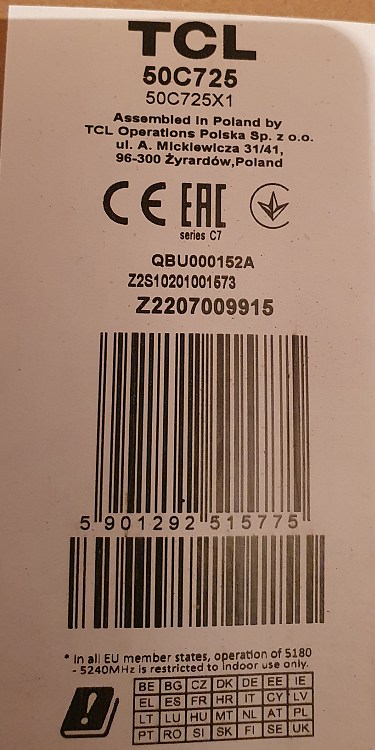 TCL
50C725
50C725X1
Assembled in Poland by
TCL Operations Polska Sp. z o.o.
ul. A. Mickiewicza 31/41,
96-300 Żyrardów,Poland
CE EAC
series C7
QBU000152A
Z2S10201001573
Z2207009915
5 901292 515775
* In all EU member states, operation of 5180
- 5240MHz is restricted to indoor use only.
BE BG CZ DK DE EE IE
EL ES FR HR IT CY LV
LT LU HU MT NL AT PL
PT RO SI SK FI SE UK